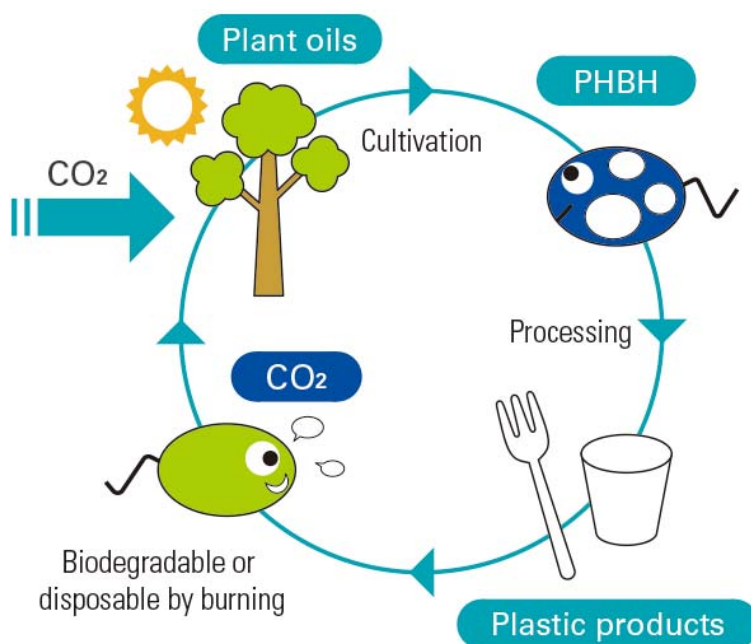 Plant oils
PHBH
CO₂
Cultivation
Processing
CO₂
Biodegradable or
disposable by burning
Plastic products